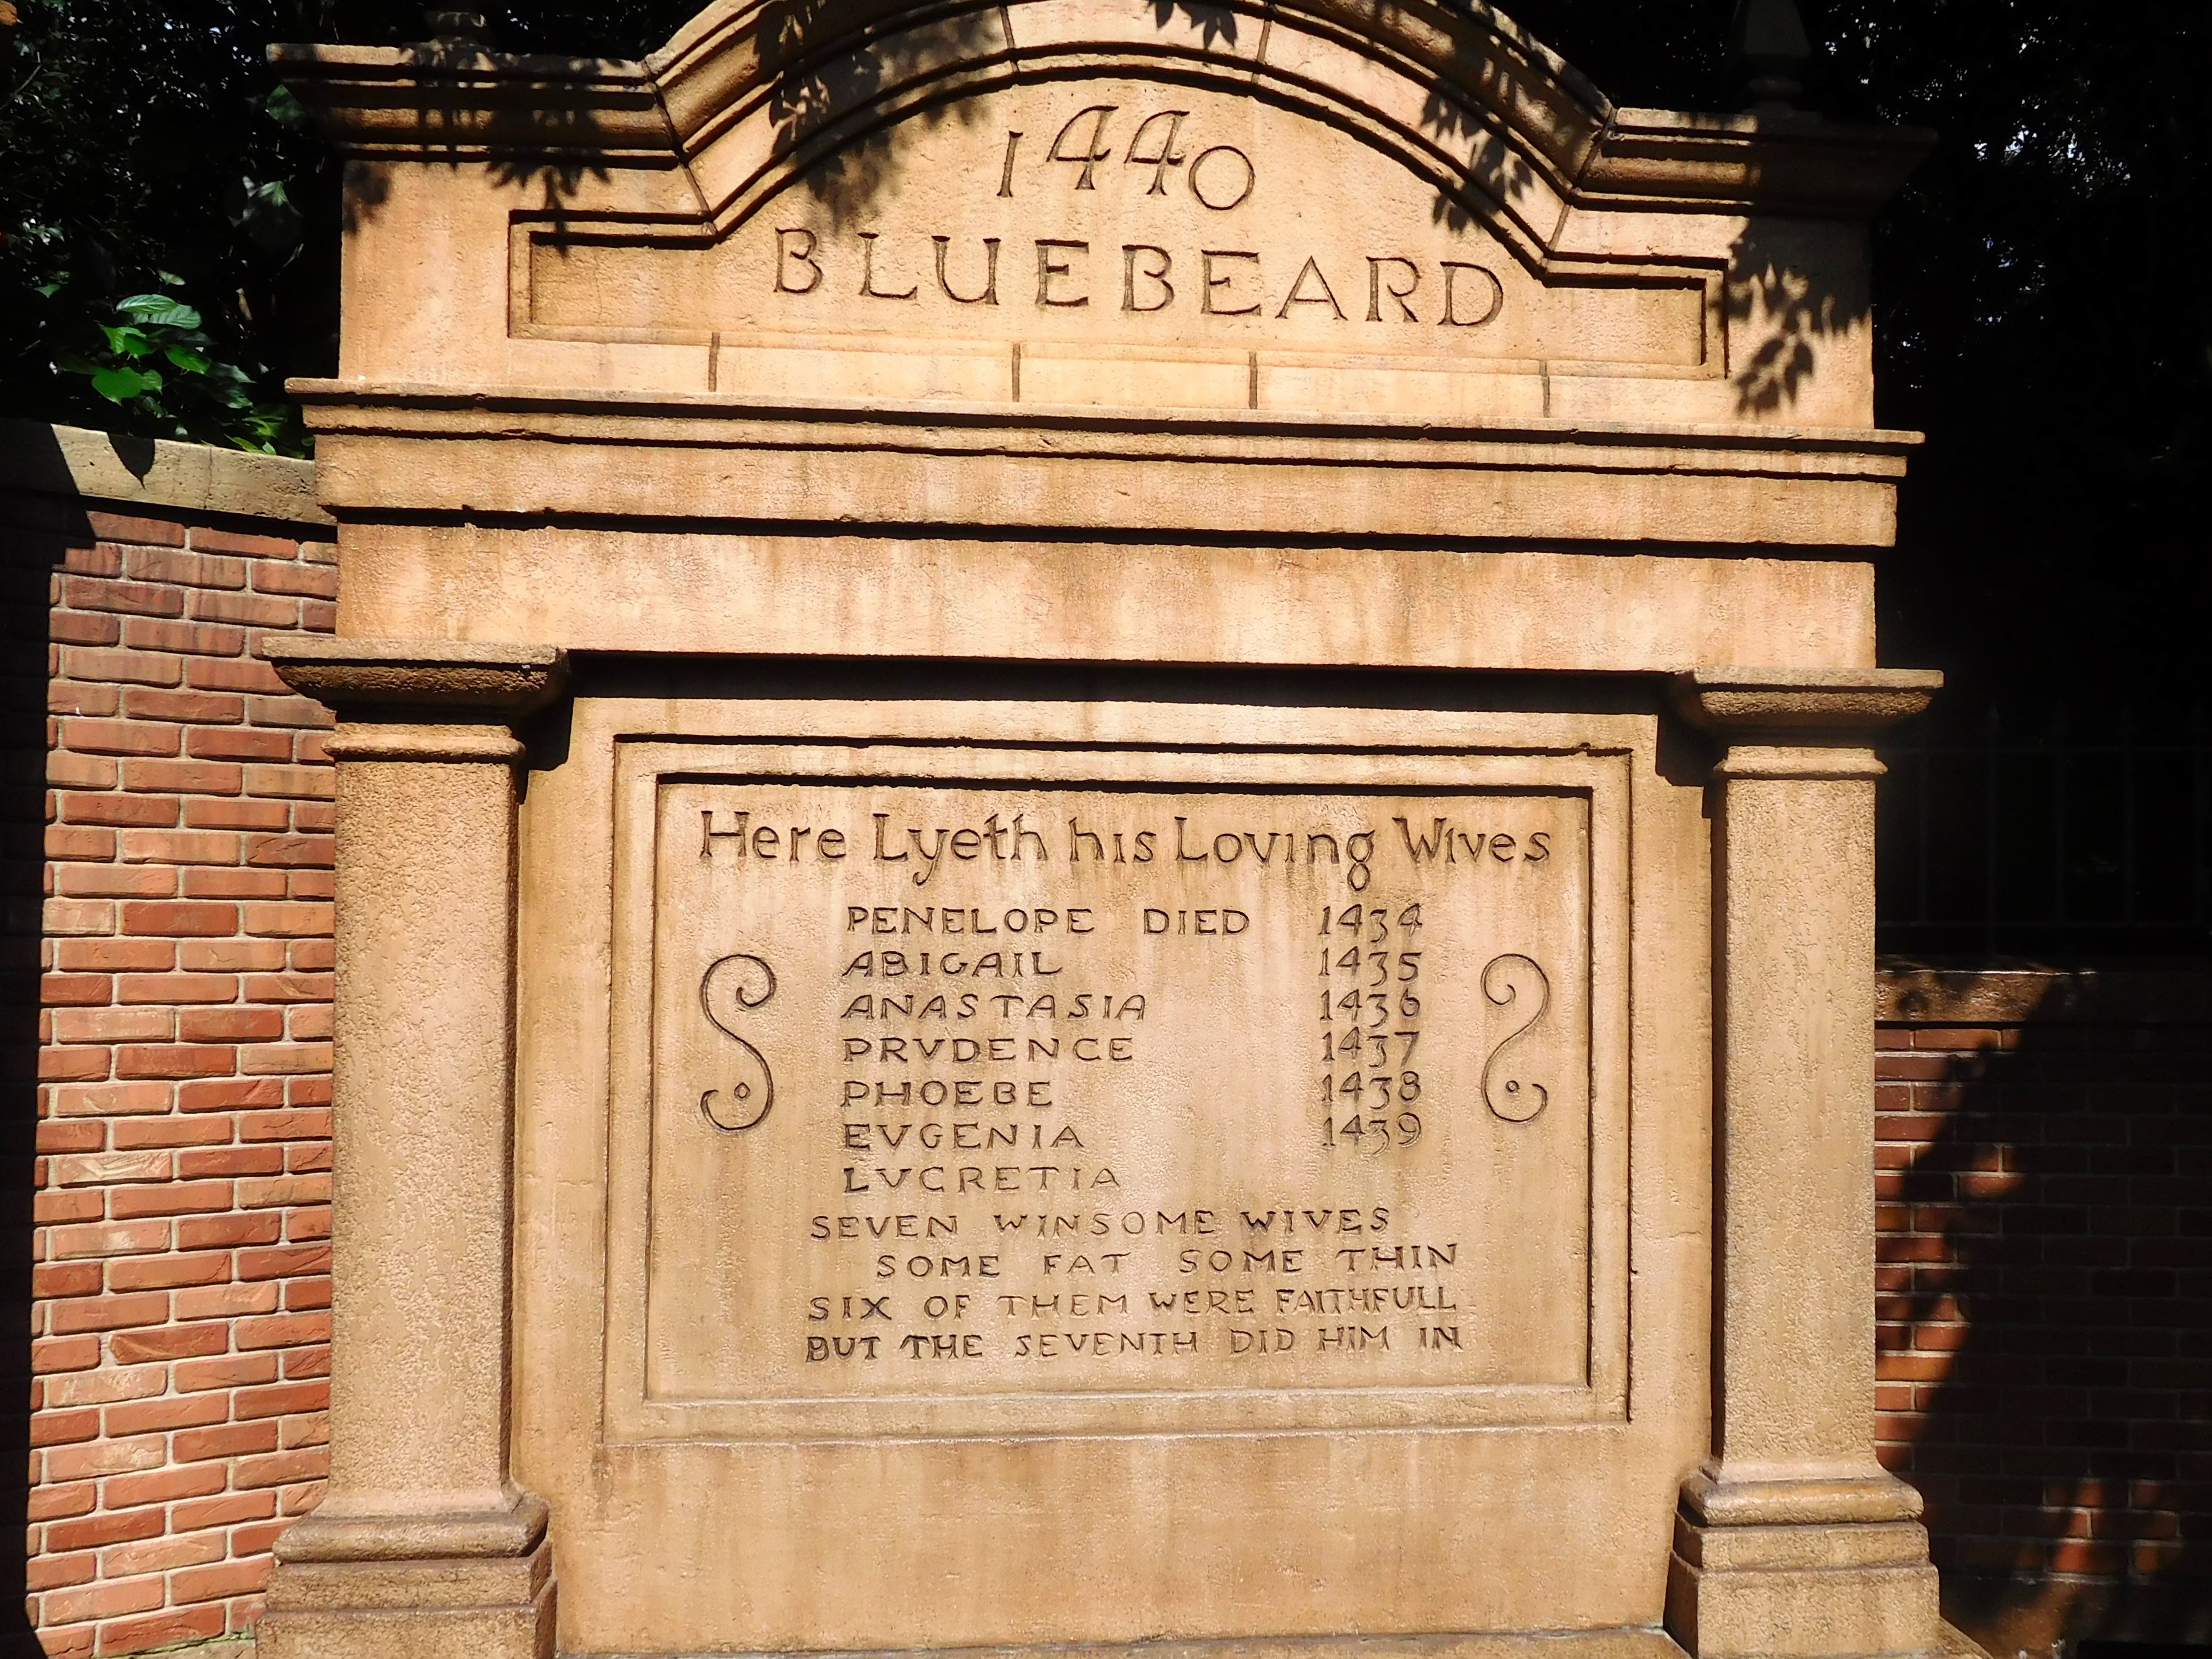 1440
BLUEBEARD
Here Lyeth his Loving Wives
PENELOPE DIED 1434
ABIGAIL 1435
ANASTASIA 1436
PRVDENCE 1437
PHOEBE 1438
EVGENIA 1439
LVCRETIA
SEVEN WINSOME WIVES
SOME FAT SOME THIN
SIX OF THEM WERE FAITHFULL
BUT THE SEVENTH DID HIM IN